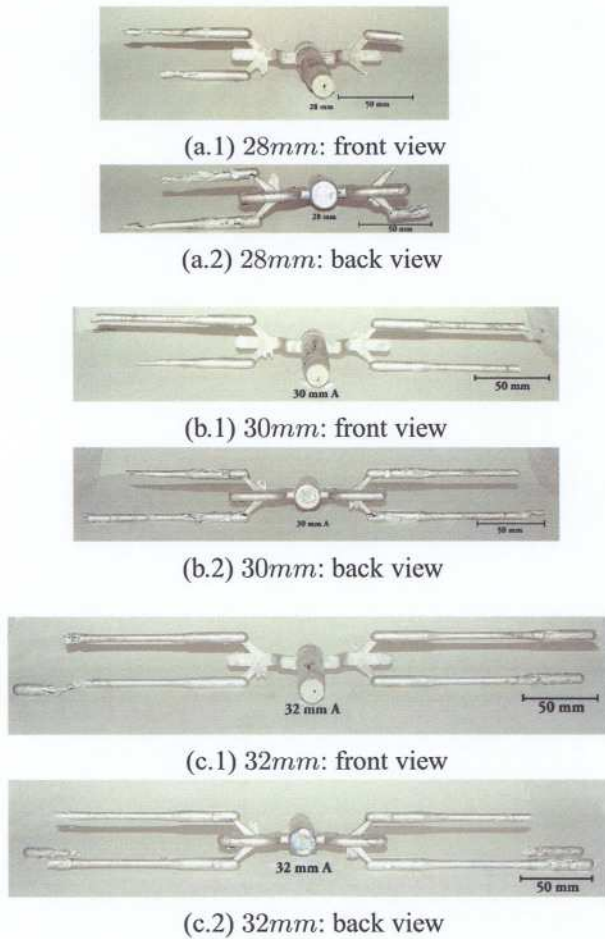 28 mm
50 mm
(a.1) 28mm: front view
28 mm
50 mm
(a.2) 28mm: back view
30 mm A
50 mm
(b.1) 30mm: front view
30 mm A
50 mm
(b.2) 30mm: back view
32 mm A
50 mm
(c.1) 32mm: front view
32 mm A
50 mm
(c.2) 32mm: back view